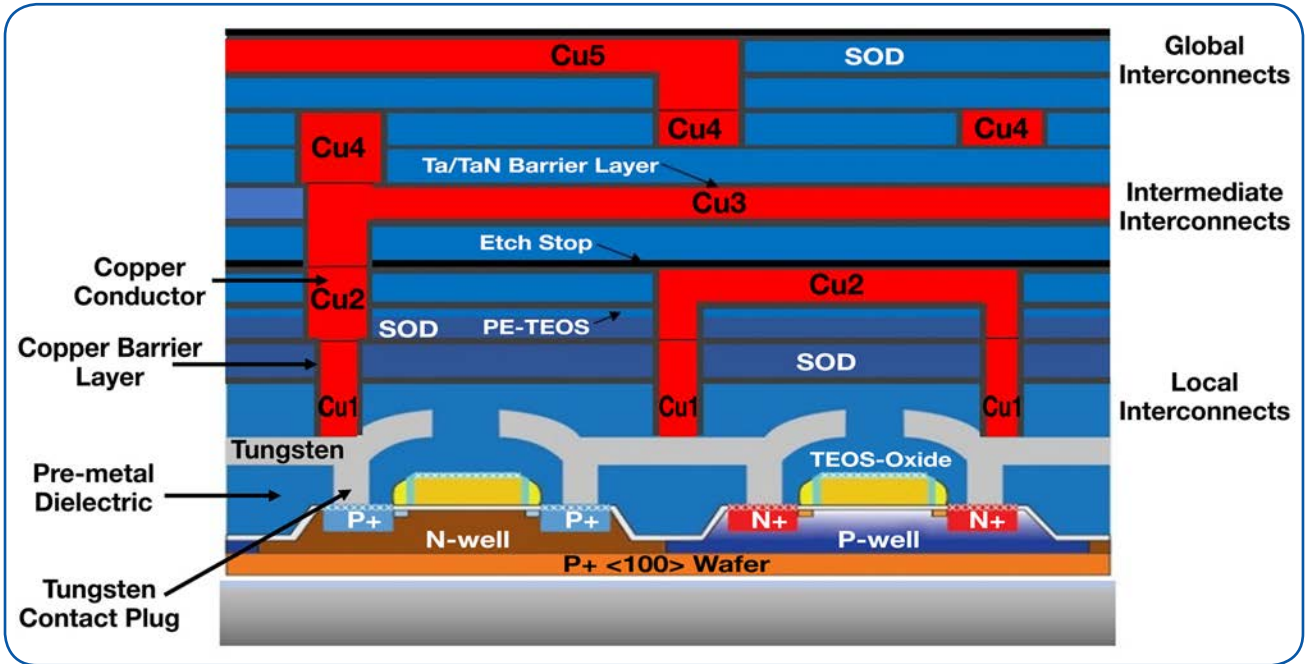 Cu5
SOD
Global
Interconnects
Cu4
Cu4
Cu4
Ta/TaN Barrier Layer
Cu3
Intermediate
Interconnects
Etch Stop
Copper
Conductor
Cu2
Cu2
SOD
PE-TEOS
Copper Barrier
Layer
SOD
Cu1
Cu1
Cu1
Local
Interconnects
Tungsten
TEOS-Oxide
Pre-metal
Dielectric
P+
P+
N+
N+
N-well
P-well
P+ <100> Wafer
Tungsten
Contact Plug